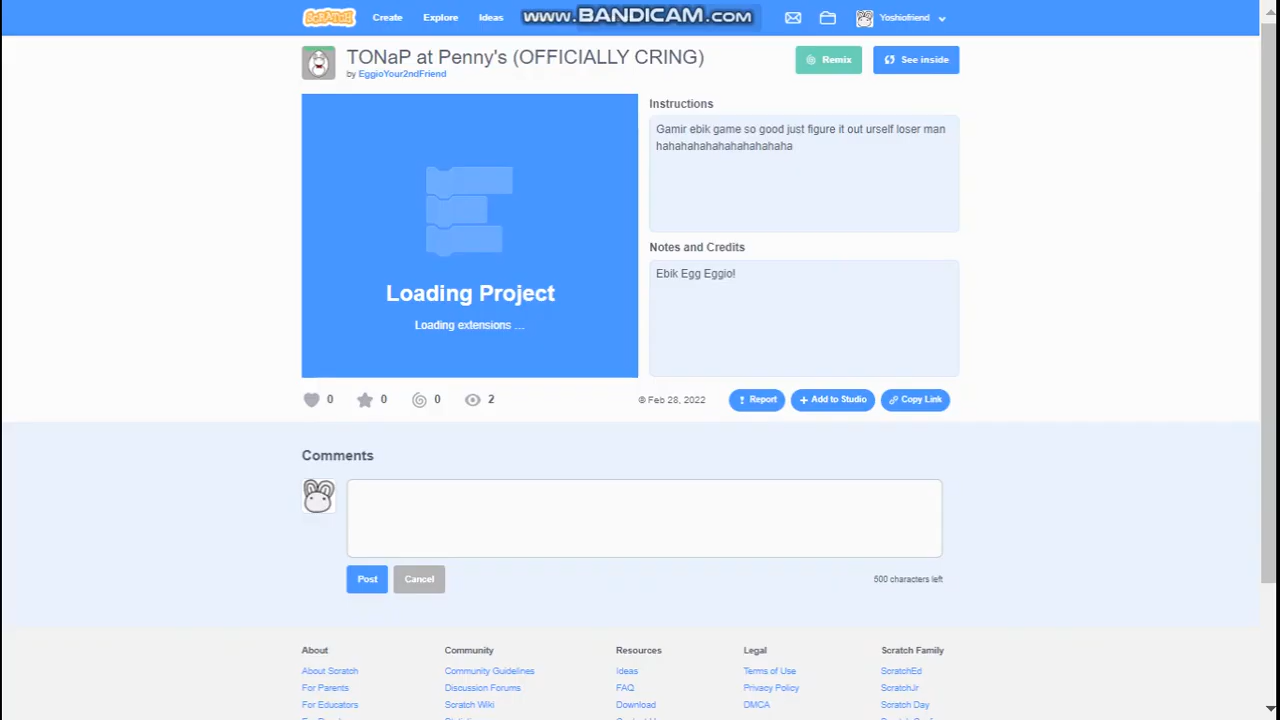 SCRATCH Create Explore Ideas www.BANDICAM.com Yoshiofriend
TONaP at Penny's (OFFICIALLY CRING)
by EggioYour2ndFriend
Remix See inside
Instructions
Gamir ebik game so good just figure it out urself loser man
hahahahahahahahahahaha
Notes and Credits
Ebik Egg Eggio!
Loading Project
Loading extensions …
0 0 0 2 © Feb 28, 2022 Report Add to Studio Copy Link
Comments
Post Cancel 500 characters left
About Community Resources Legal Scratch Family
About Scratch Community Guidelines Ideas Terms of Use ScratchEd
For Parents Discussion Forums FAQ Privacy Policy ScratchJr
For Educators Scratch Wiki Download DMCA Scratch Day